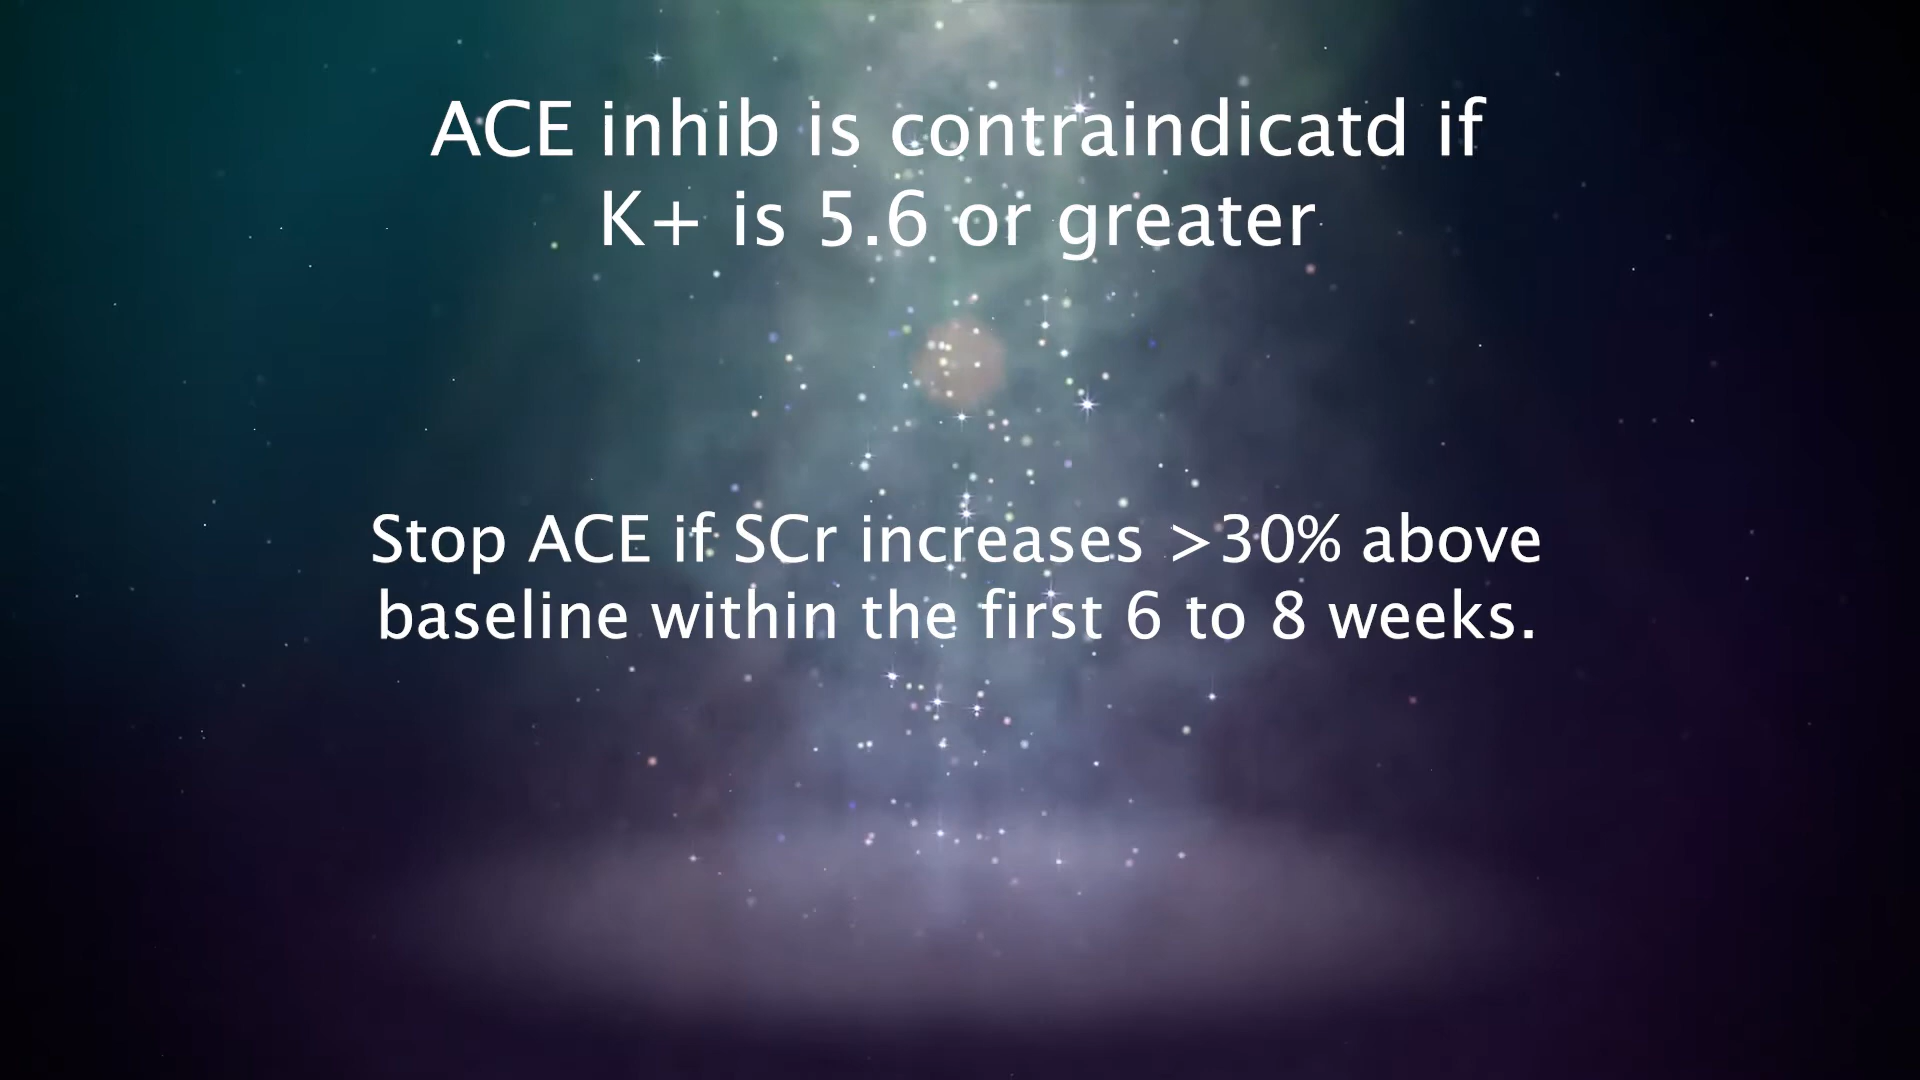 ACE inhib is contraindicatd if
K+ is 5.6 or greater
Stop ACE if SCr increases >30% above
baseline within the first 6 to 8 weeks.